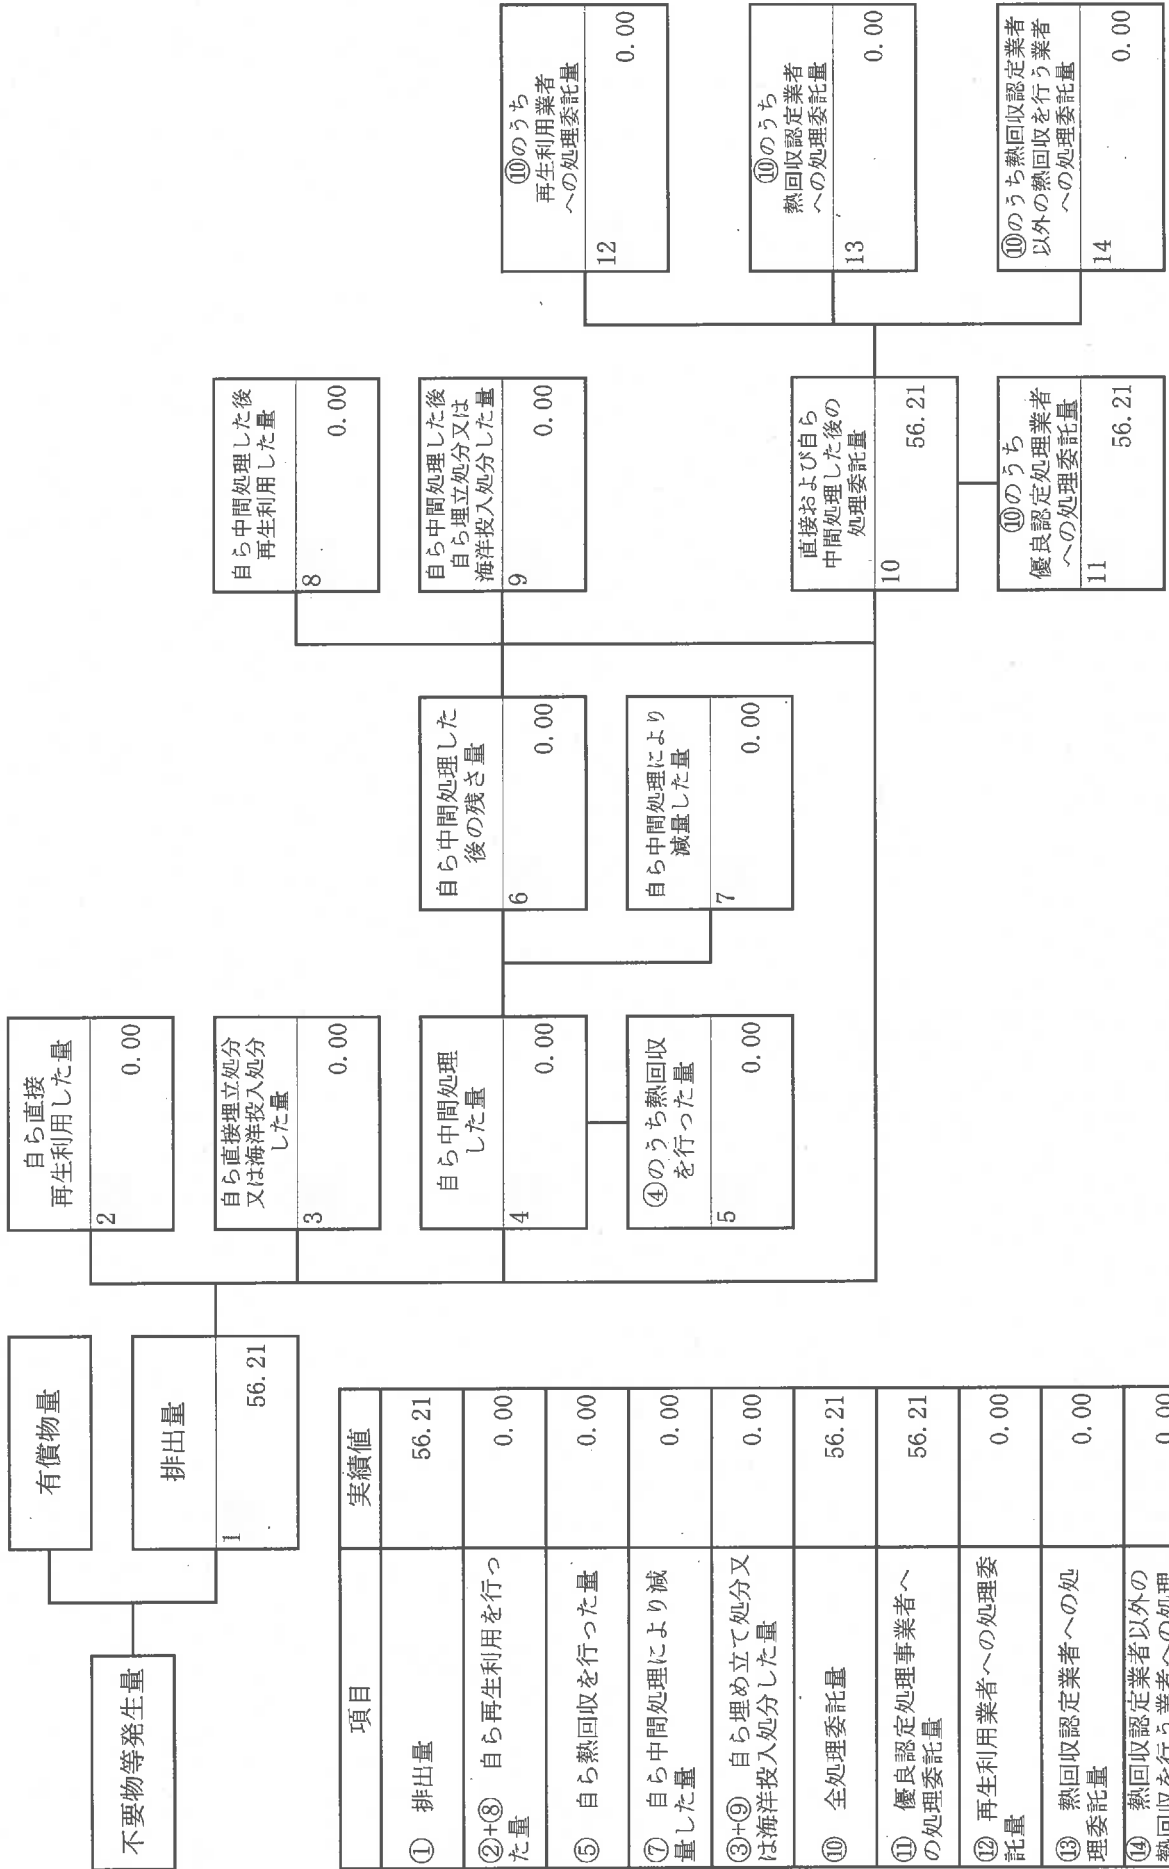 不要物等発生量
有償物量
排出量
1
56.21
自ら直接
再生利用した量
2
0.00
自ら直接埋立処分
又は海洋投入処分
した量
3
0.00
自ら中間処理
した量
4
0.00
④のうち熱回収
を行った量
5
0.00
自ら中間処理した
後の残さ量
6
0.00
自ら中間処理により
減量した量
7
0.00
自ら中間処理した後
再生利用した量
8
0.00
自ら中間処理した後
自ら埋立処分又は
海洋投入処分した量
9
0.00
直接および自ら
中間処理した後の
処理委託量
10
56.21
⑩のうち
優良認定処理業者
への処理委託量
11
56.21
⑩のうち
再生利用業者
への処理委託量
12
0.00
⑩のうち
熱回収認定業者
への処理委託量
13
0.00
⑩のうち熱回収認定業者
以外の熱回収を行う業者
への処理委託量
14
0.00
項目 実績値
① 排出量 56.21
②+⑧ 自ら再生利用を行っ
た量 0.00
⑤ 自ら熱回収を行った量 0.00
⑦ 自ら中間処理により減
量した量 0.00
③+⑨ 自ら埋め立て処分又
は海洋投入処分した量 0.00
⑩ 全処理委託量 56.21
⑪ 優良認定処理事業者へ
の処理委託量 56.21
⑫ 再生利用業者への処理委
託量 0.00
⑬ 熱回収認定業者への処
理委託量 0.00
⑭ 熱回収認定業者以外の
熱回収を行う業者への処理
0.00